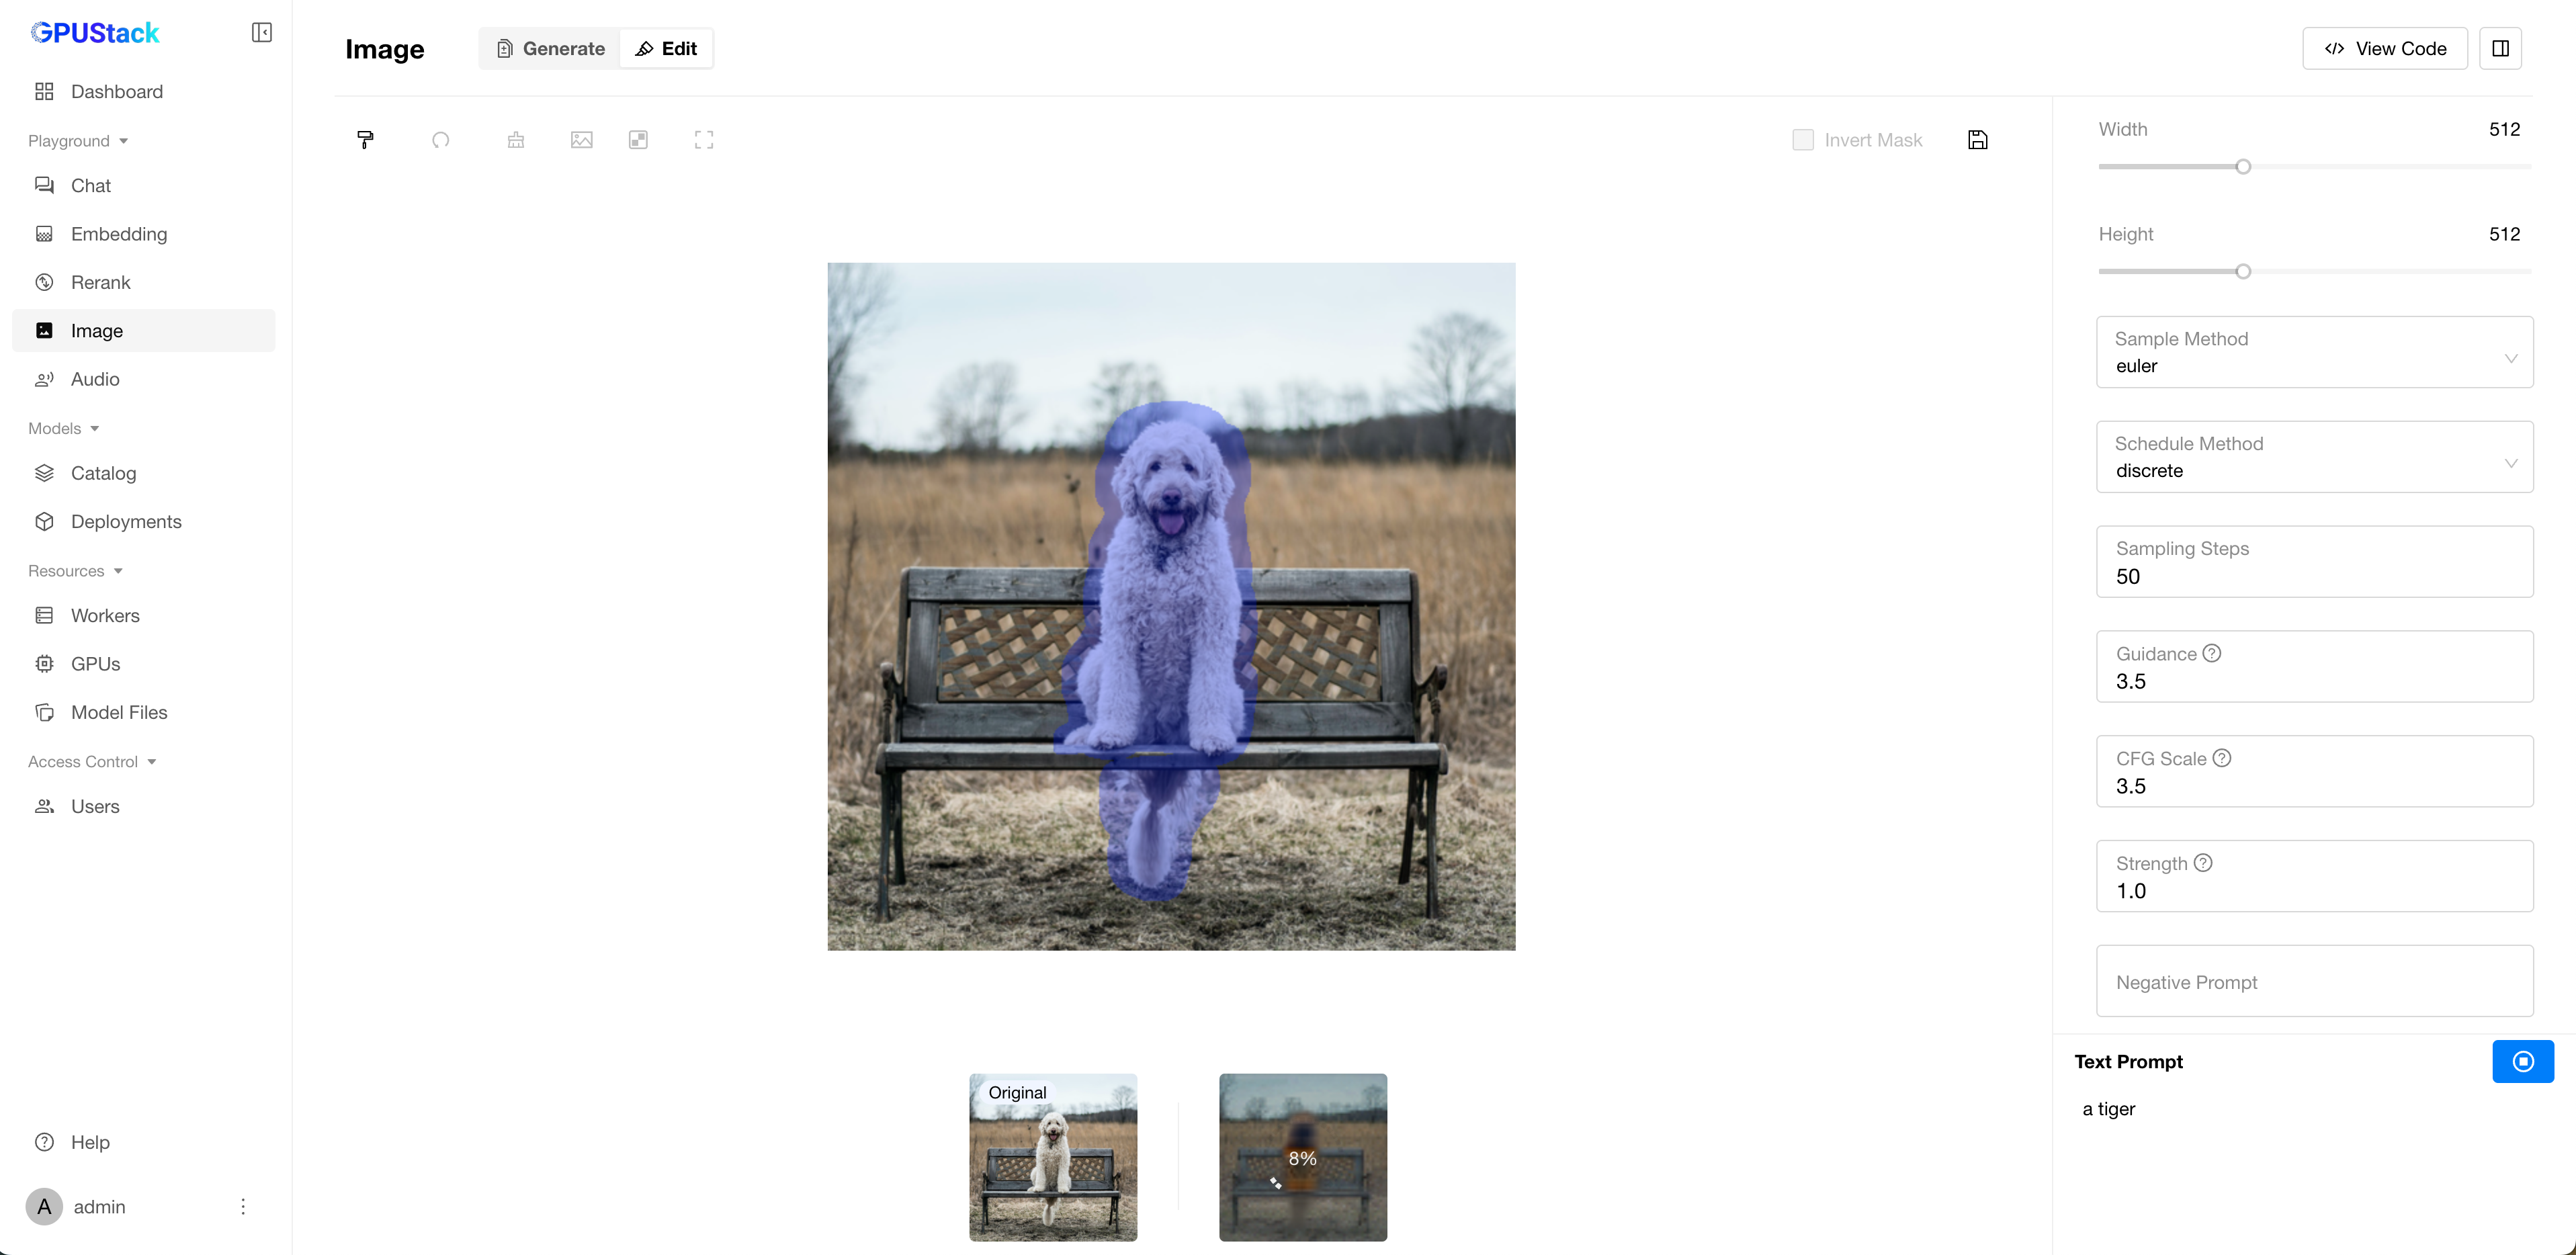 GPUStack
Dashboard
Playground
Chat
Embedding
Rerank
Image
Audio
Models
Catalog
Deployments
Resources
Workers
GPUs
Model Files
Access Control
Users
Help
A admin
Image
Generate
Edit
View Code
Invert Mask
Original
8%
Width 512
Height 512
Sample Method
euler
Schedule Method
discrete
Sampling Steps
50
Guidance ?
3.5
CFG Scale ?
3.5
Strength ?
1.0
Negative Prompt
Text Prompt
a tiger